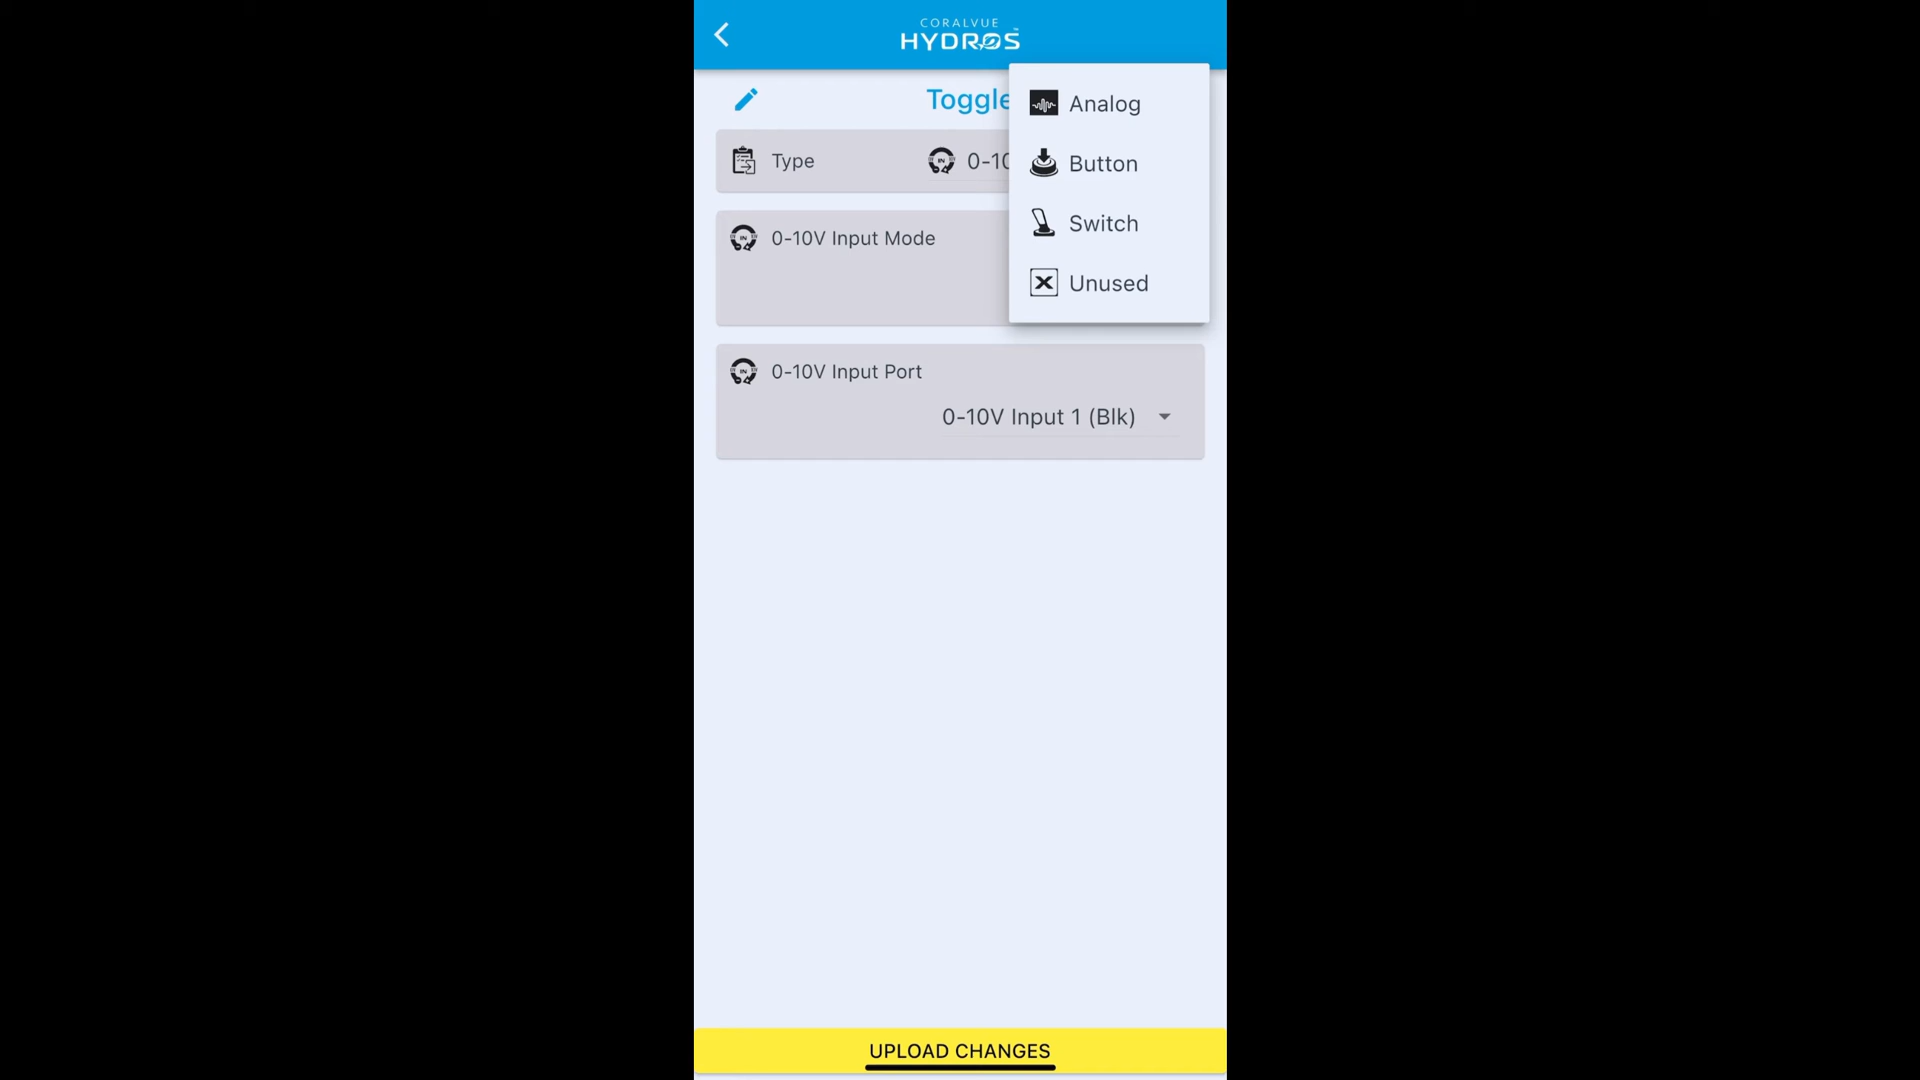 CORALVUE
HYDROS
Toggle
Analog
Type
0-10
Button
0-10V Input Mode
Switch
Unused
0-10V Input Port
0-10V Input 1 (Blk)
UPLOAD CHANGES